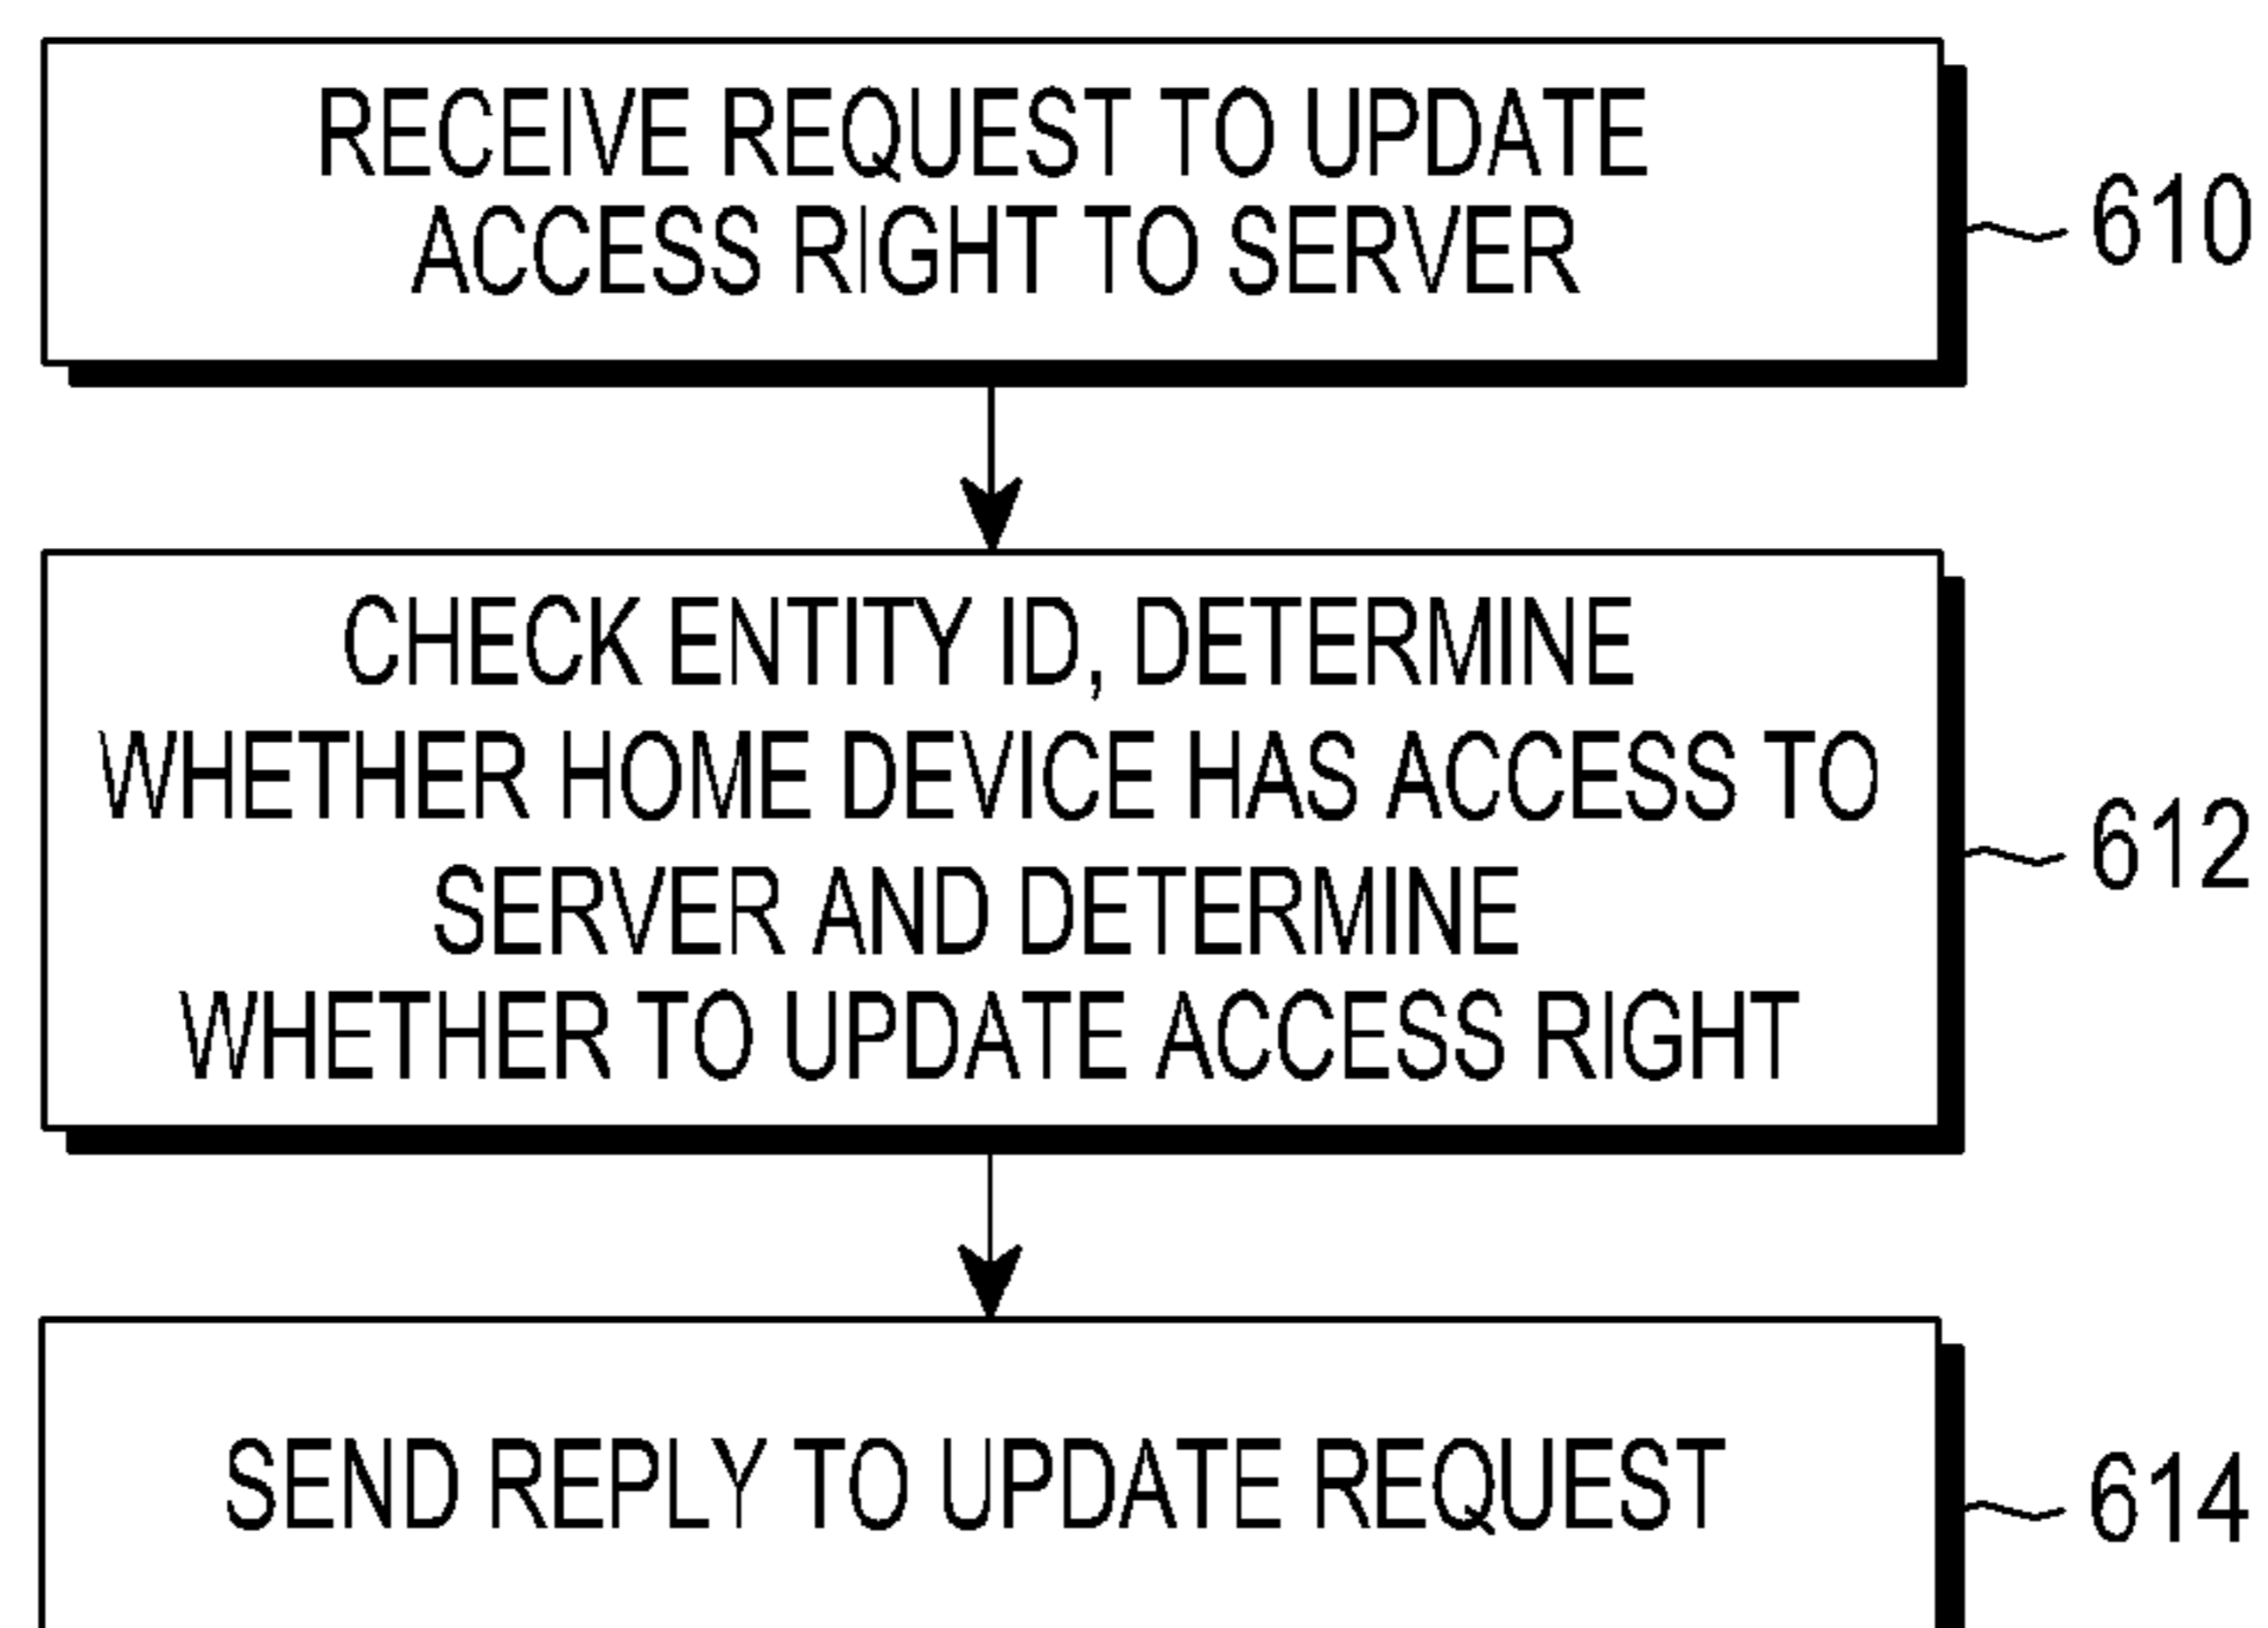 RECEIVE REQUEST TO UPDATE
ACCESS RIGHT TO SERVER
610
CHECK ENTITY ID, DETERMINE
WHETHER HOME DEVICE HAS ACCESS TO
SERVER AND DETERMINE
WHETHER TO UPDATE ACCESS RIGHT
612
SEND REPLY TO UPDATE REQUEST
614